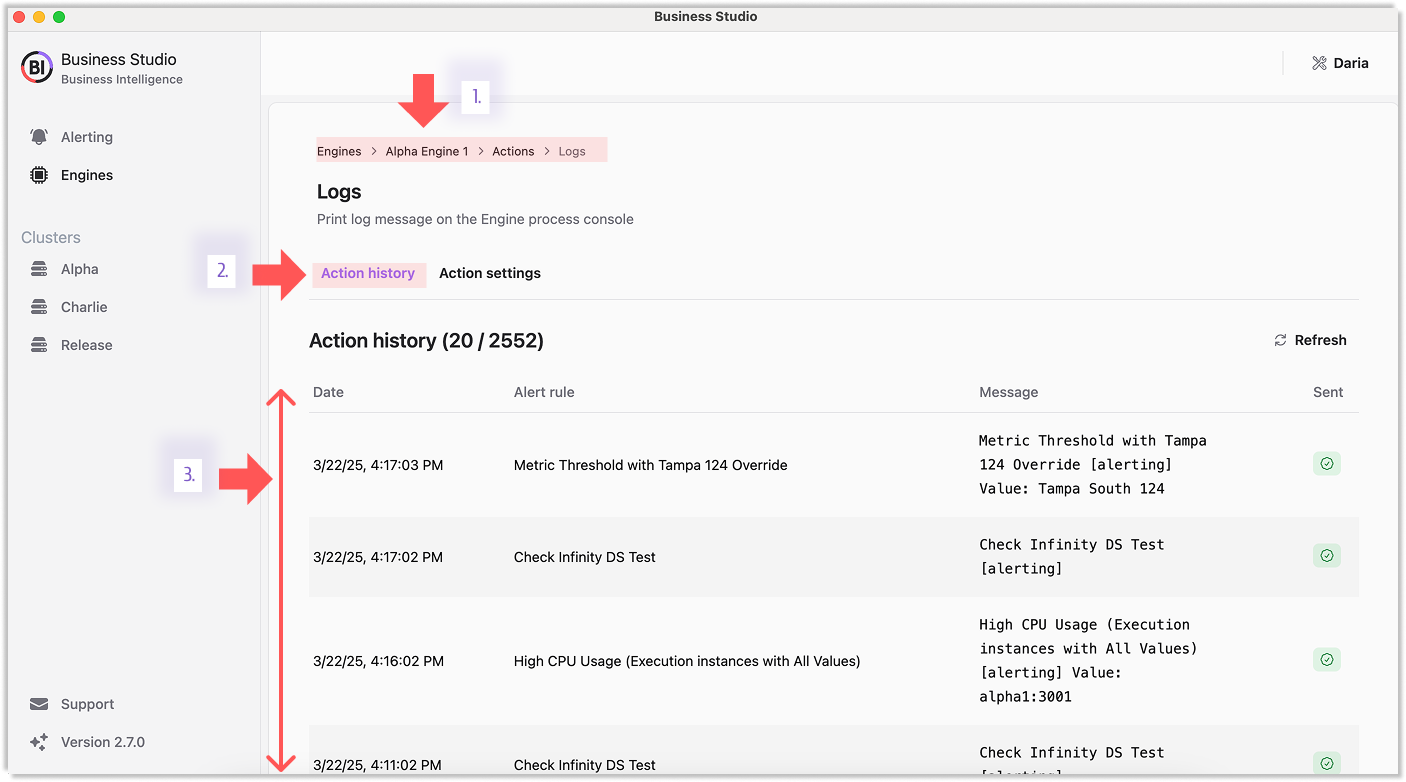 Business Studio
BI
Business Studio
Business Intelligence
Daria
Alerting
Engines
Clusters
Alpha
Charlie
Release
Support
Version 2.7.0
1.
Engines > Alpha Engine 1 > Actions > Logs
Logs
Print log message on the Engine process console
2.
Action history Action settings
Action history (20 / 2552)
Refresh
Date Alert rule Message Sent
3.
3/22/25, 4:17:03 PM Metric Threshold with Tampa 124 Override
Metric Threshold with Tampa
124 Override [alerting]
Value: Tampa South 124
3/22/25, 4:17:02 PM Check Infinity DS Test
Check Infinity DS Test
[alerting]
3/22/25, 4:16:02 PM High CPU Usage (Execution instances with All Values)
High CPU Usage (Execution
instances with All Values)
[alerting] Value:
alpha1:3001
3/22/25, 4:11:02 PM Check Infinity DS Test
Check Infinity DS Test